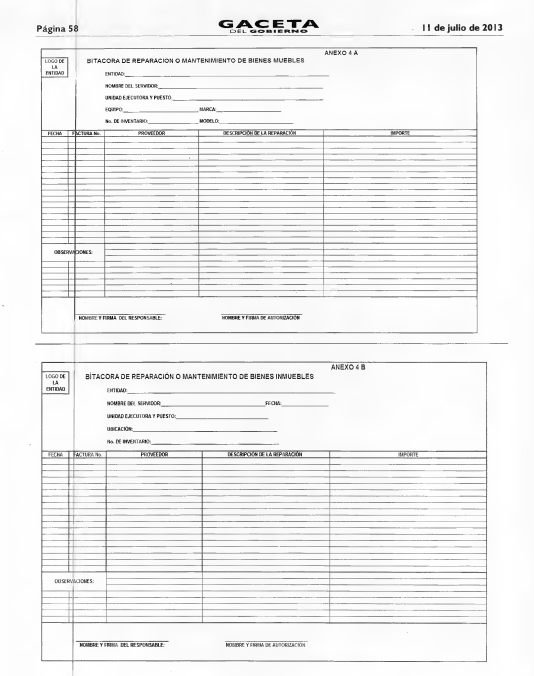 Página 58
GACETA
DEL GOBIERNO
11 de julio de 2013
ANEXO 4 A
LOGO DE
LA
ENTIDAD
BITACORA DE REPARACION O MANTENIMIENTO DE BIENES MUEBLES
ENTIDAD:
NOMBRE DEL SERVIDOR:
UNIDAD EJECUTORA Y PUESTO:
EQUIPO: MARCA:
No. DE INVENTARIO: MODELO:
FECHA FACTURA No. PROVEEDOR DESCRIPCIÓN DE LA REPARACIÓN IMPORTE
OBSERVACIONES:
NOMBRE Y FIRMA DEL RESPONSABLE: NOMBRE Y FIRMA DE AUTORIZACIÓN
ANEXO 4 B
LOGO DE
LA
ENTIDAD
BITACORA DE REPARACIÓN O MANTENIMIENTO DE BIENES INMUEBLES
ENTIDAD:
NOMBRE DEL SERVIDOR: FECHA:
UNIDAD EJECUTORA Y PUESTO:
UBICACIÓN:
No. DE INVENTARIO:
FECHA FACTURA No. PROVEEDOR DESCRIPCIÓN DE LA REPARACIÓN IMPORTE
OBSERVACIONES:
NOMBRE Y FIRMA DEL RESPONSABLE: NOMBRE Y FIRMA DE AUTORIZACIÓN